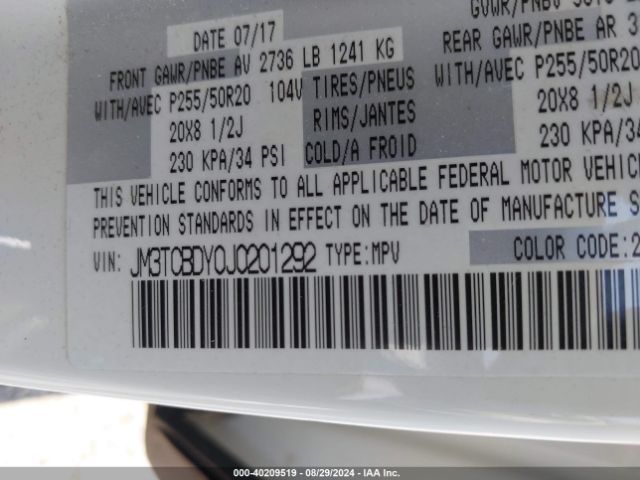 DATE 07/17
GVWR/PNBV
FRONT GAWR/PNBE AV 2736 LB 1241 KG
REAR GAWR/PNBE AR 3
WITH/AVEC P255/50R20 104V TIRES/PNEUS
WITH/AVEC P255/50R20
20X8 1/2J RIMS/JANTES
20X8 1/2J
230 KPA/34 PSI COLD/A FROID
230 KPA/34
THIS VEHICLE CONFORMS TO ALL APPLICABLE FEDERAL MOTOR VEHIC
PREVENTION STANDARDS IN EFFECT ON THE DATE OF MANUFACTURE S
VIN: JM3TCBDY0J0201292 TYPE:MPV
COLOR CODE:2
000-40209519 - 08/29/2024 - IAA Inc.